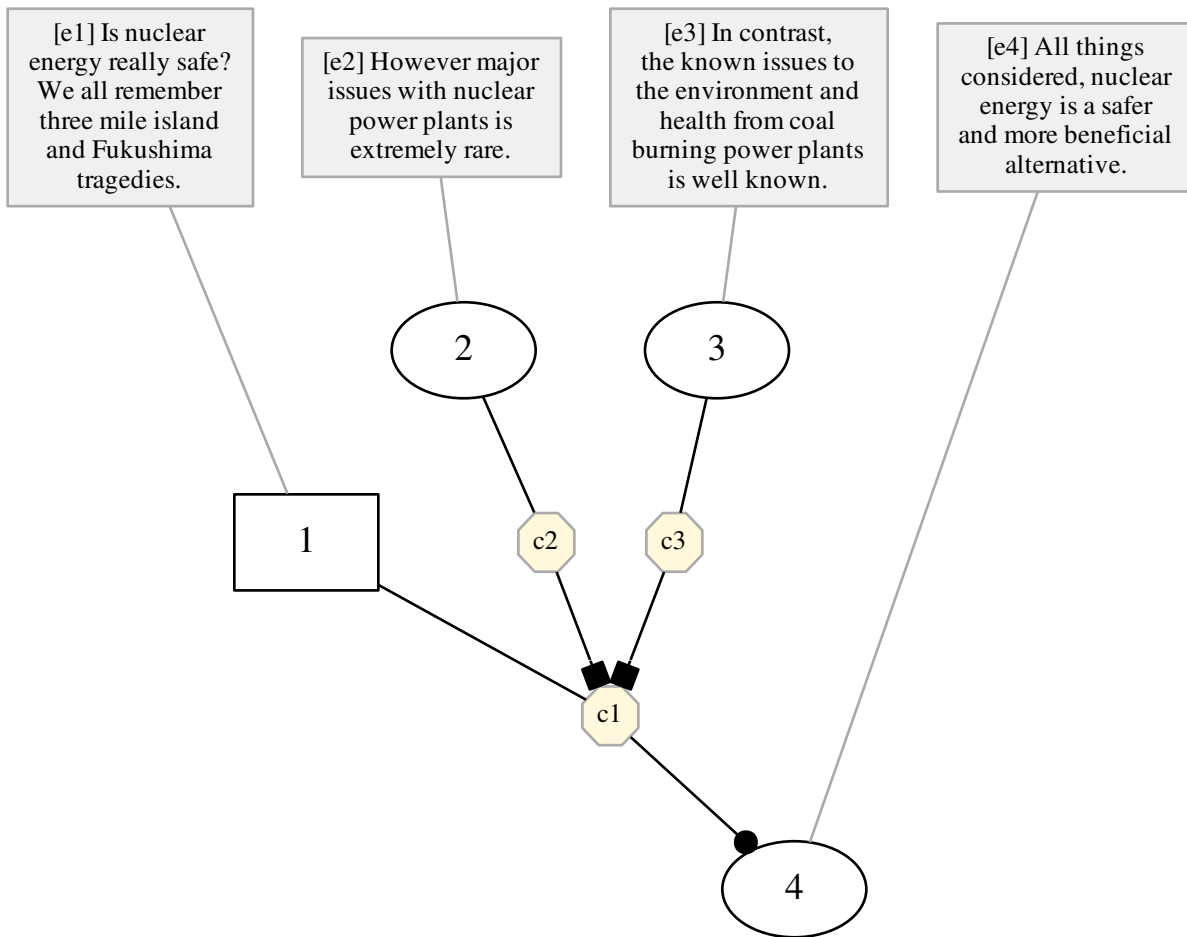 [e1] Is nuclear
energy really safe?
We all remember
three mile island
and Fukushima
tragedies.
[e2] However major
issues with nuclear
power plants is
extremely rare.
[e3] In contrast,
the known issues to
the environment and
health from coal
burning power plants
is well known.
[e4] All things
considered, nuclear
energy is a safer
and more beneficial
alternative.
2
3
1
c2
c3
c1
4